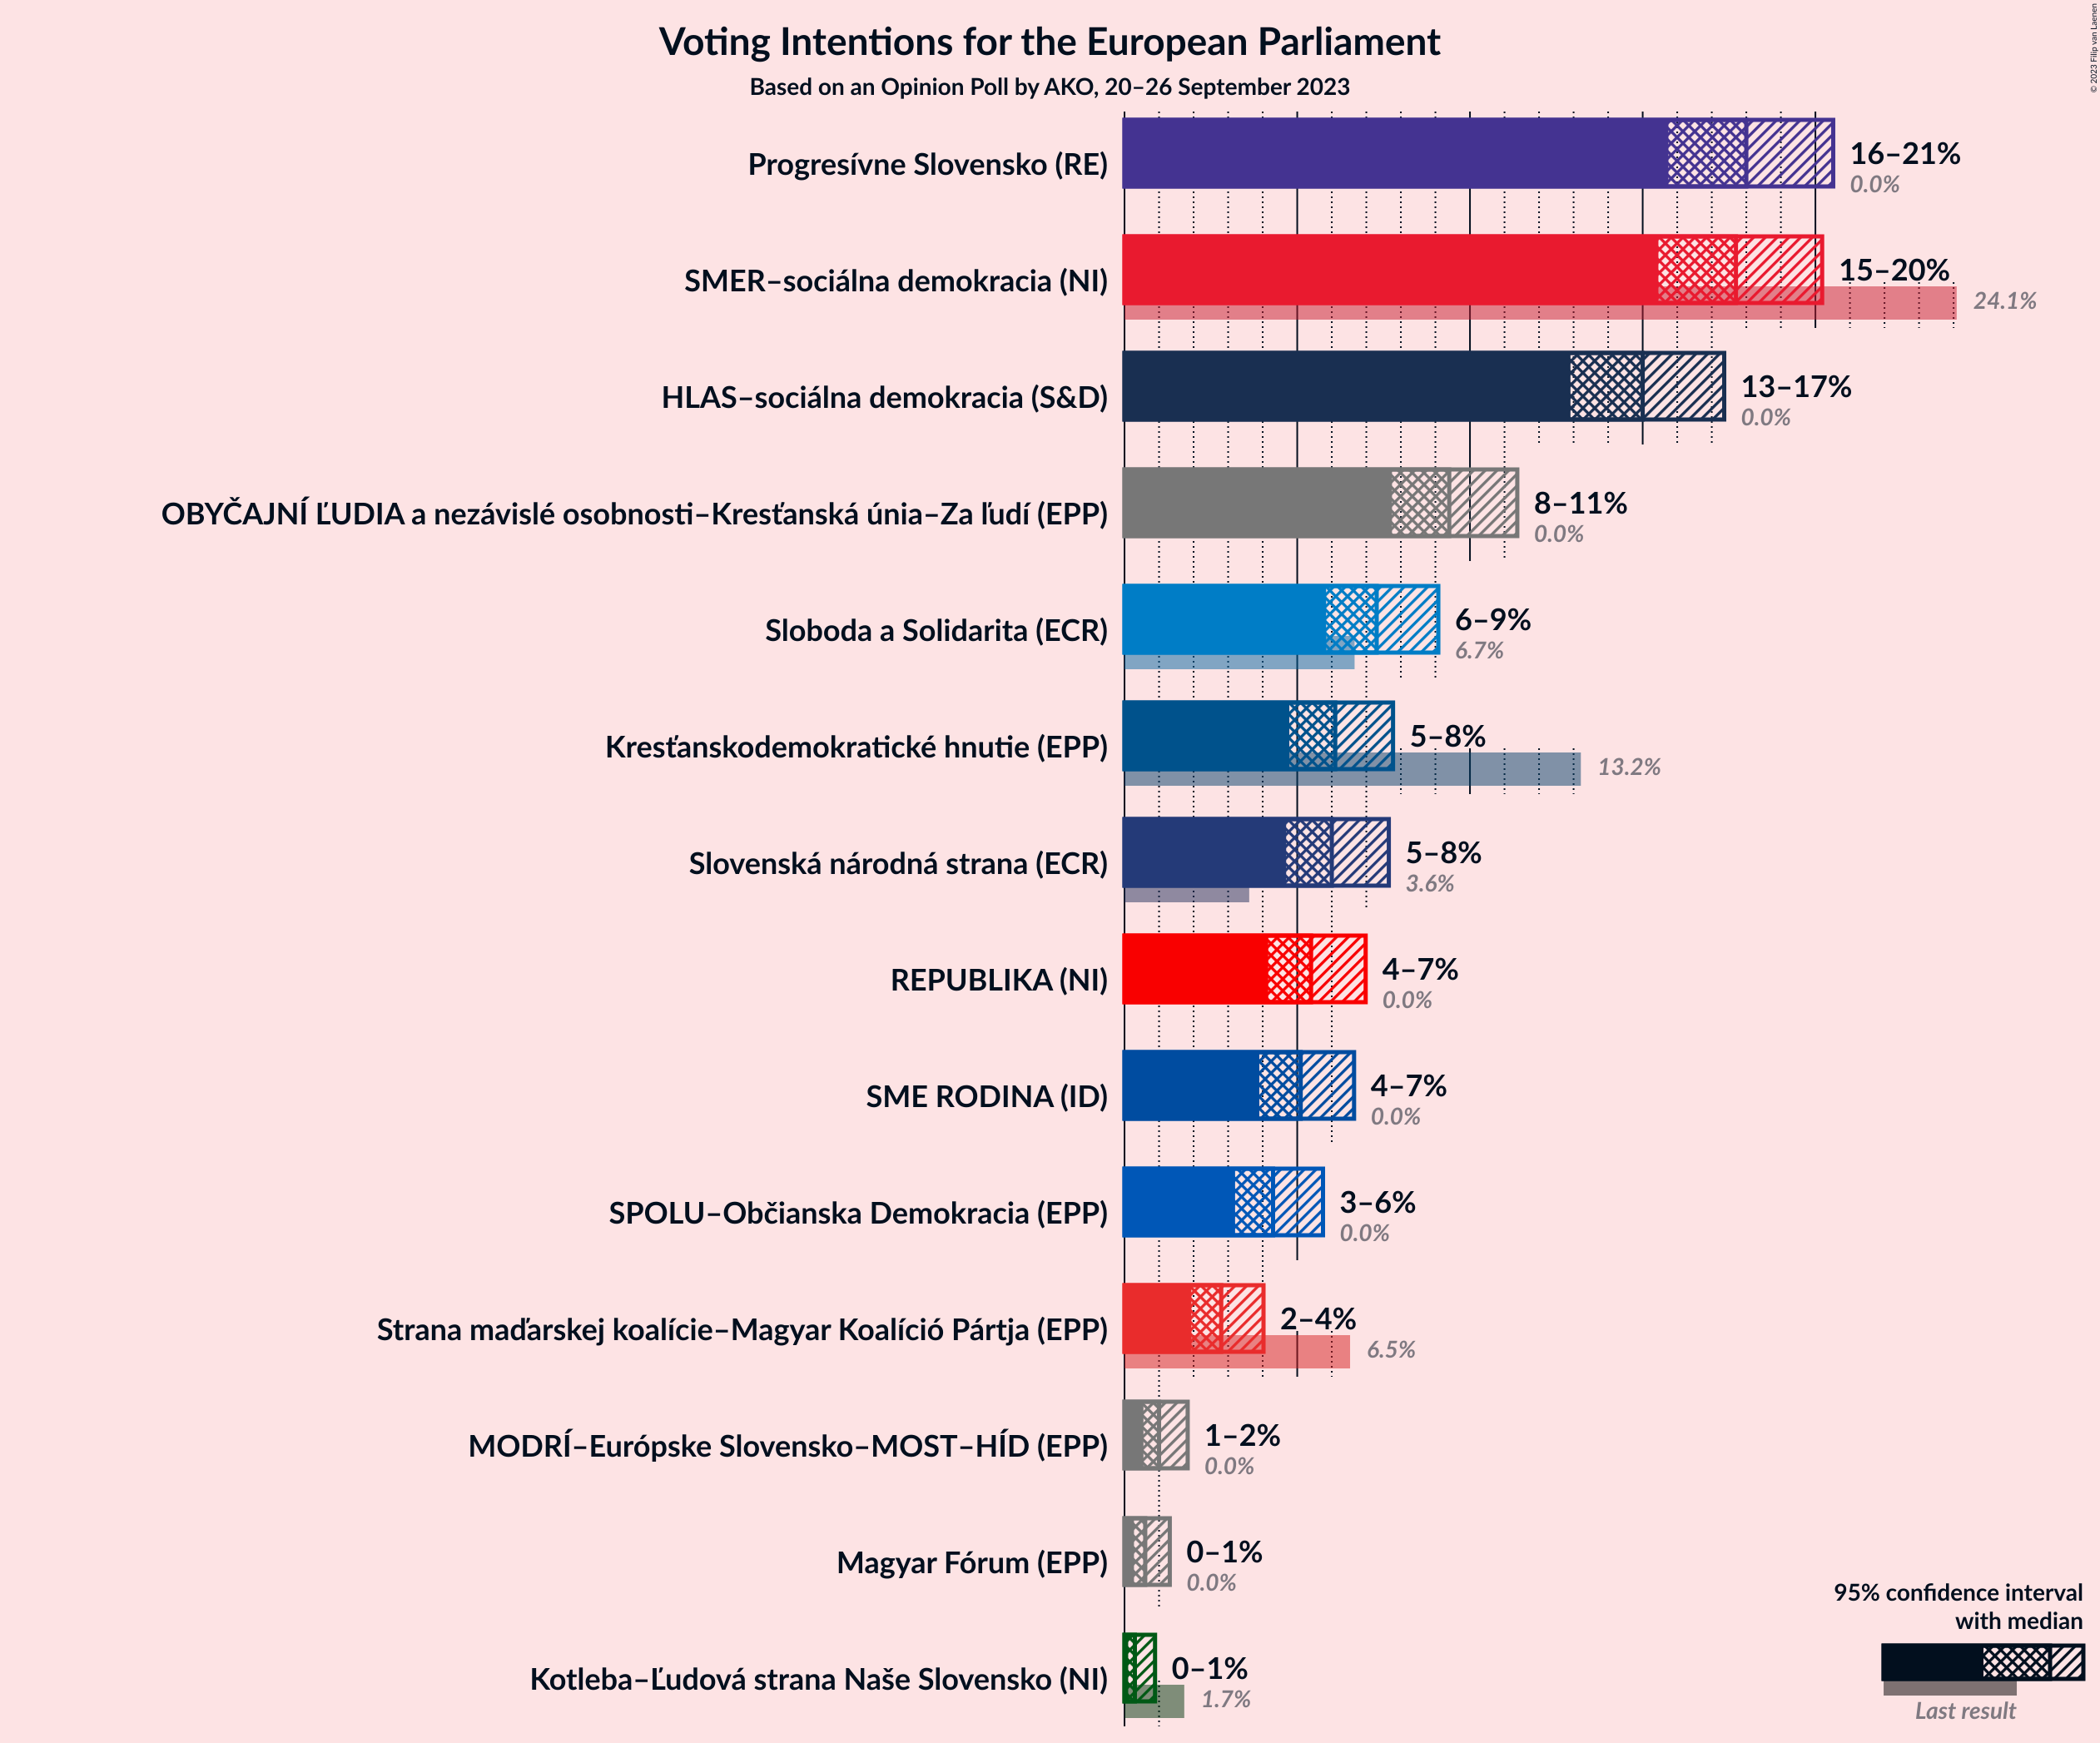 Voting Intentions for the European Parliament
Based on an Opinion Poll by AKO, 20–26 September 2023
© 2023 Filip van Laenen
Progresívne Slovensko (RE)
16–21%
0.0%
SMER–sociálna demokracia (NI)
15–20%
24.1%
HLAS–sociálna demokracia (S&D)
13–17%
0.0%
OBYČAJNÍ ĽUDIA a nezávislé osobnosti–Kresťanská únia–Za ľudí (EPP)
8–11%
0.0%
Sloboda a Solidarita (ECR)
6–9%
6.7%
Kresťanskodemokratické hnutie (EPP)
5–8%
13.2%
Slovenská národná strana (ECR)
5–8%
3.6%
REPUBLIKA (NI)
4–7%
0.0%
SME RODINA (ID)
4–7%
0.0%
SPOLU–Občianska Demokracia (EPP)
3–6%
0.0%
Strana maďarskej koalície–Magyar Koalíció Pártja (EPP)
2–4%
6.5%
MODRÍ–Európske Slovensko–MOST–HÍD (EPP)
1–2%
0.0%
Magyar Fórum (EPP)
0–1%
0.0%
Kotleba–Ľudová strana Naše Slovensko (NI)
0–1%
1.7%
95% confidence interval
with median
Last result